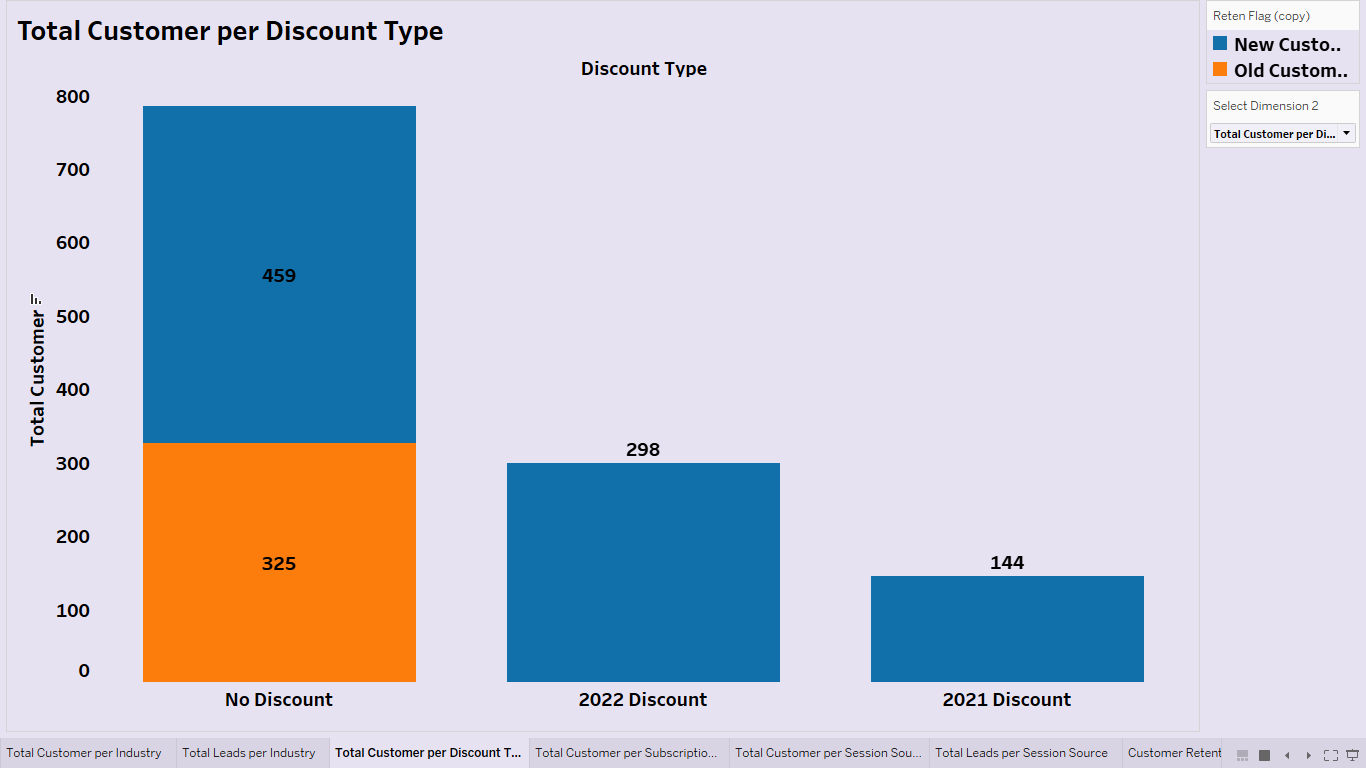 Total Customer per Discount Type
Discount Type
Total Customer
800
700
600
500
400
300
200
100
0
459
325
298
144
No Discount
2022 Discount
2021 Discount
Reten Flag (copy)
New Custo..
Old Custom..
Select Dimension 2
Total Customer per Di...
Total Customer per Industry
Total Leads per Industry
Total Customer per Discount T...
Total Customer per Subscriptio...
Total Customer per Session Sou...
Total Leads per Session Source
Customer Retent